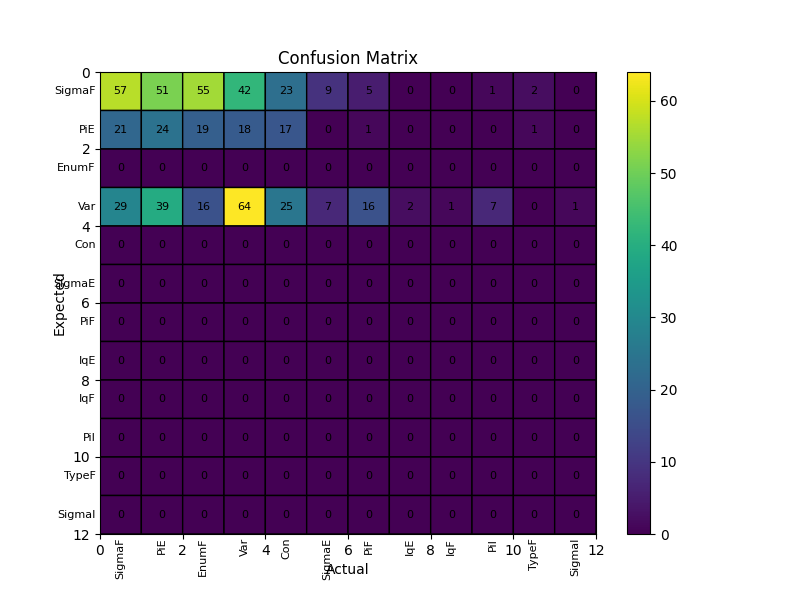 Confusion Matrix
0
SigmaF 57 51 55 42 23 9 5 0 0 1 2 0
PiE 21 24 19 18 17 0 1 0 0 0 1 0
2
EnumF 0 0 0 0 0 0 0 0 0 0 0 0
Var 29 39 16 64 25 7 16 2 1 7 0 1
4
Con 0 0 0 0 0 0 0 0 0 0 0 0
SigmaE 0 0 0 0 0 0 0 0 0 0 0 0
Expected
6
PiF 0 0 0 0 0 0 0 0 0 0 0 0
IqE 0 0 0 0 0 0 0 0 0 0 0 0
8
IqF 0 0 0 0 0 0 0 0 0 0 0 0
PiI 0 0 0 0 0 0 0 0 0 0 0 0
10
TypeF 0 0 0 0 0 0 0 0 0 0 0 0
SigmaI 0 0 0 0 0 0 0 0 0 0 0 0
12
0 2 4 6 8 10 12
SigmaF PiE EnumF Var Con SigmaE PiF IqE IqF PiI TypeF SigmaI
Actual
60
50
40
30
20
10
0